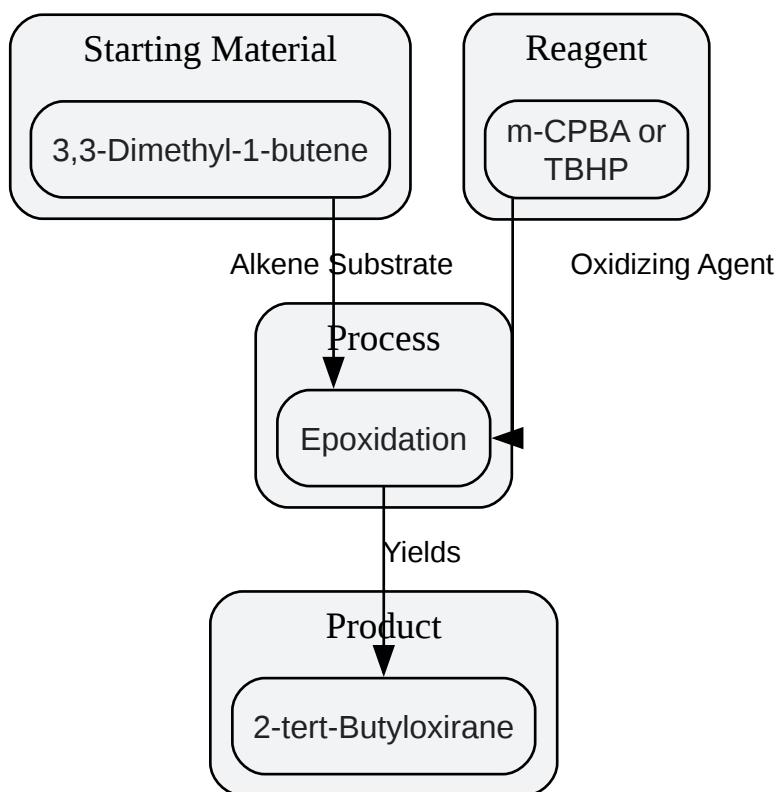 Starting Material
3,3-Dimethyl-1-butene
Reagent
m-CPBA or
TBHP
Alkene Substrate
Oxidizing Agent
Process
Epoxidation
Yields
Product
2-tert-Butyloxirane